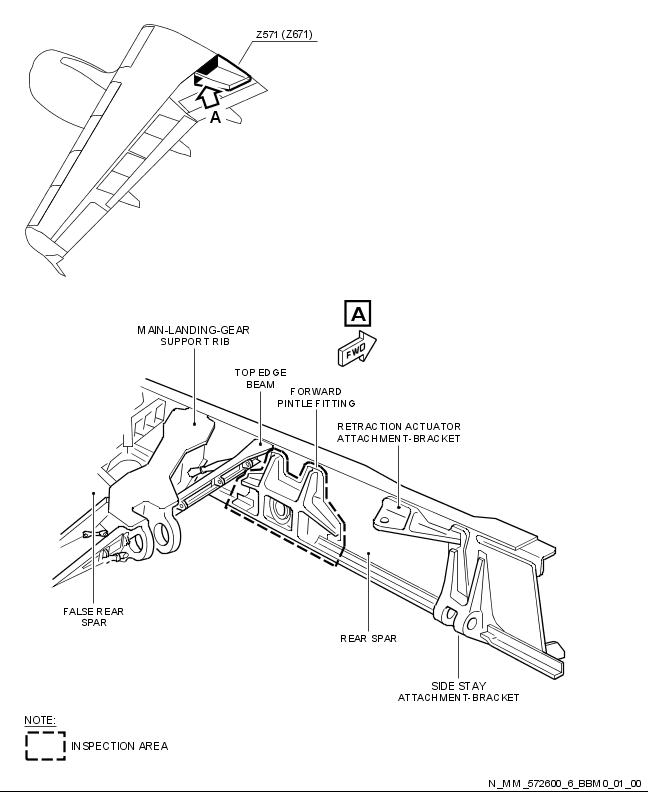 Z571 (Z671)
A
A
FWD
MAIN-LANDING-GEAR
SUPPORT RIB
TOP EDGE
BEAM
FORWARD
PINTLE FITTING
RETRACTION ACTUATOR
ATTACHMENT-BRACKET
FALSE REAR
SPAR
REAR SPAR
SIDE STAY
ATTACHMENT-BRACKET
NOTE:
INSPECTION AREA
N_MM_572600_6_BBM0_01_00